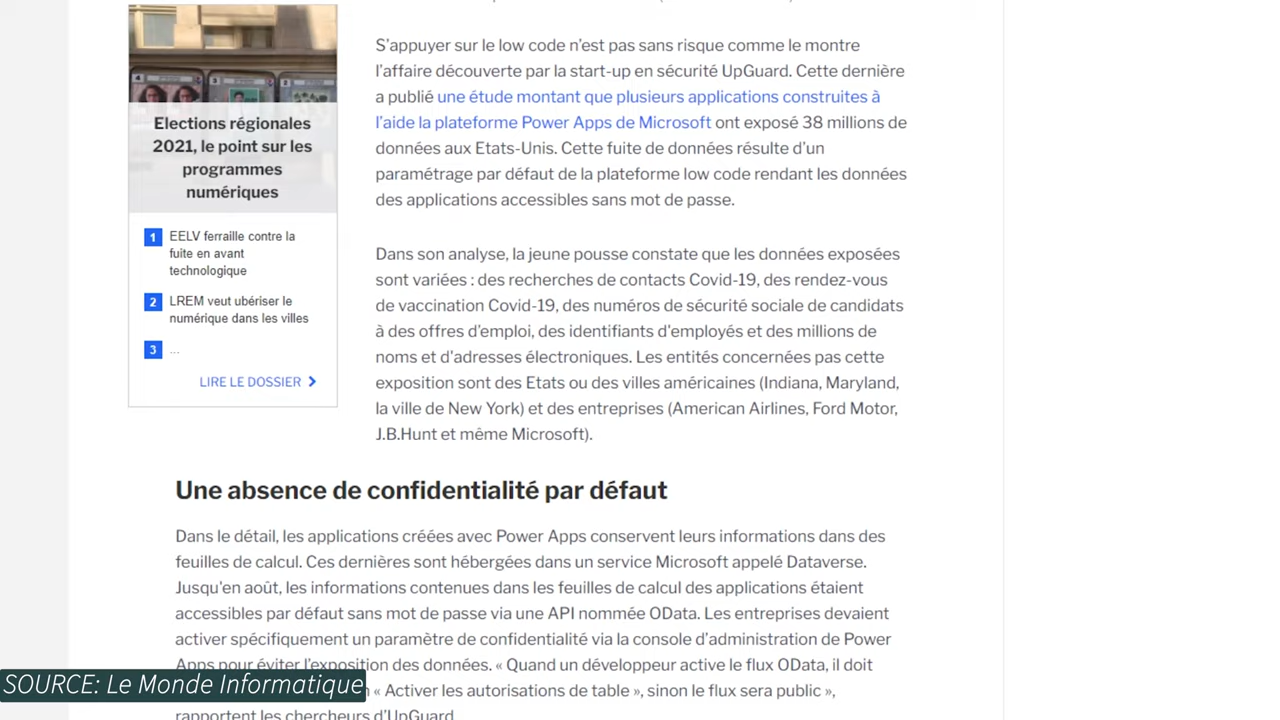 S'appuyer sur le low code n'est pas sans risque comme le montre
l'affaire découverte par la start-up en sécurité UpGuard. Cette dernière
a publié une étude montant que plusieurs applications construites à
l'aide la plateforme Power Apps de Microsoft ont exposé 38 millions de
données aux Etats-Unis. Cette fuite de données résulte d'un
paramétrage par défaut de la plateforme low code rendant les données
des applications accessibles sans mot de passe.
Dans son analyse, la jeune pousse constate que les données exposées
sont variées : des recherches de contacts Covid-19, des rendez-vous
de vaccination Covid-19, des numéros de sécurité sociale de candidats
à des offres d'emploi, des identifiants d'employés et des millions de
noms et d'adresses électroniques. Les entités concernées pas cette
exposition sont des Etats ou des villes américaines (Indiana, Maryland,
la ville de New York) et des entreprises (American Airlines, Ford Motor,
J.B.Hunt et même Microsoft).
4 3 2
Elections régionales
2021, le point sur les
programmes
numériques
1 EELV ferraille contre la
fuite en avant
technologique
2 LREM veut ubériser le
numérique dans les villes
3 ...
LIRE LE DOSSIER
Une absence de confidentialité par défaut
Dans le détail, les applications créées avec Power Apps conservent leurs informations dans des
feuilles de calcul. Ces dernières sont hébergées dans un service Microsoft appelé Dataverse.
Jusqu'en août, les informations contenues dans les feuilles de calcul des applications étaient
accessibles par défaut sans mot de passe via une API nommée OData. Les entreprises devaient
activer spécifiquement un paramètre de confidentialité via la console d'administration de Power
Apps pour éviter l'exposition des données. « Quand un développeur active le flux OData, il doit
« Activer les autorisations de table », sinon le flux sera public »,
rapportent les chercheurs d'UpGuard
SOURCE: Le Monde Informatique